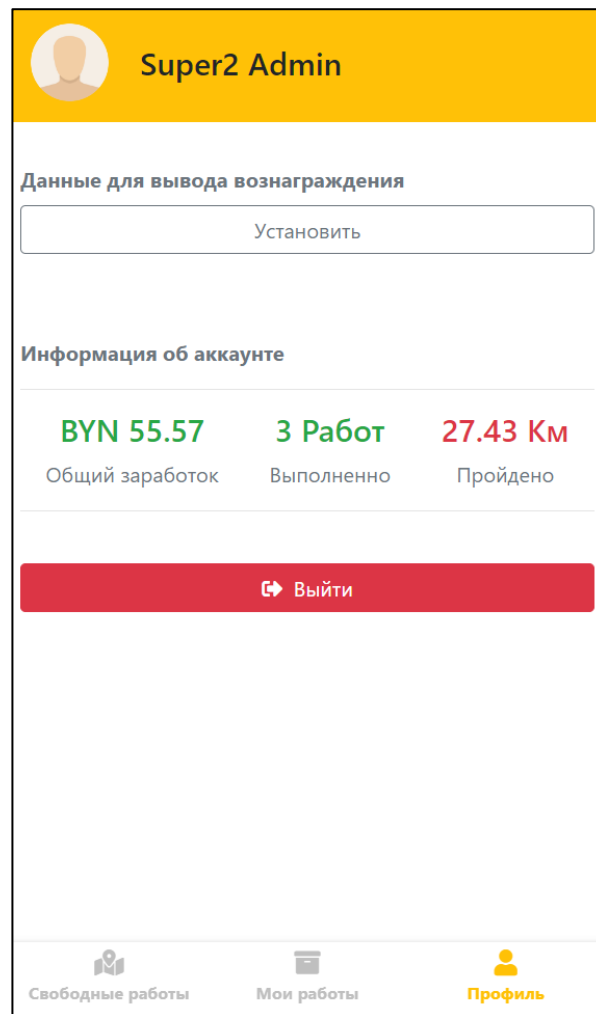 Super2 Admin
Данные для вывода вознаграждения
Установить
Информация об аккаунте
BYN 55.57 3 Работ 27.43 Км
Общий заработок Выполненно Пройдено
Выйти
Свободные работы Мои работы Профиль